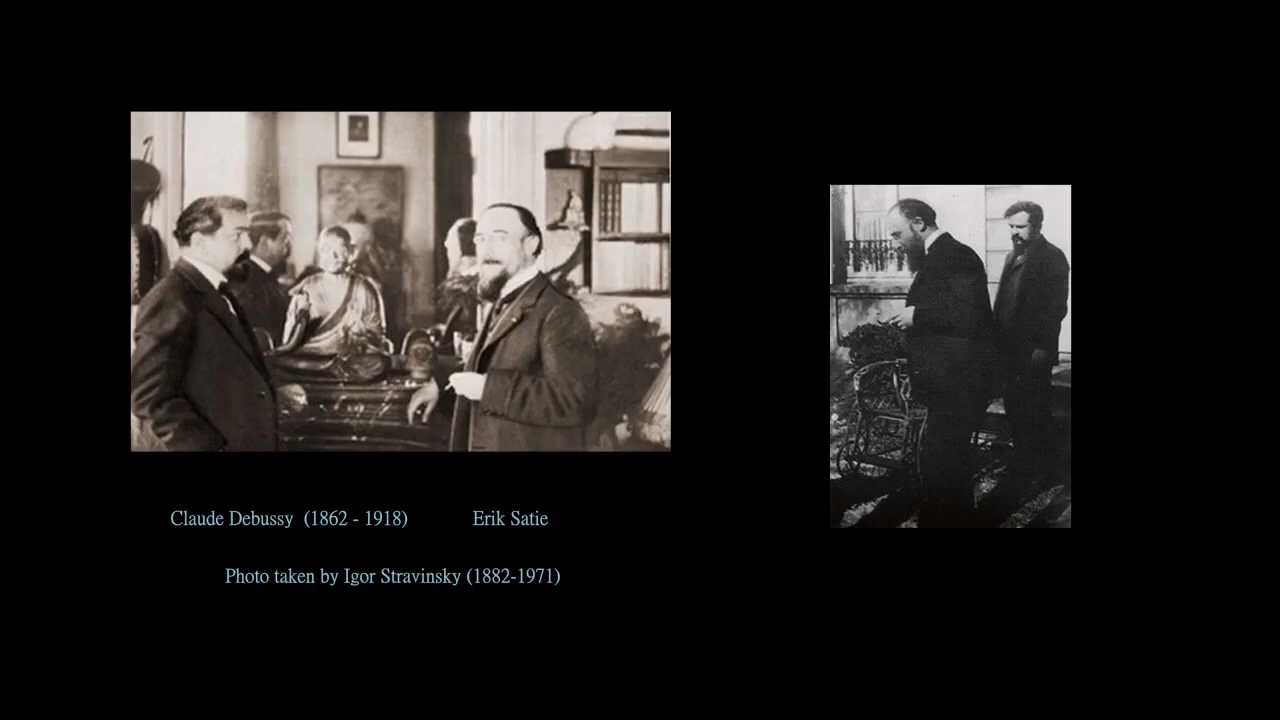 Claude Debussy (1862 - 1918) Erik Satie
Photo taken by Igor Stravinsky (1882-1971)